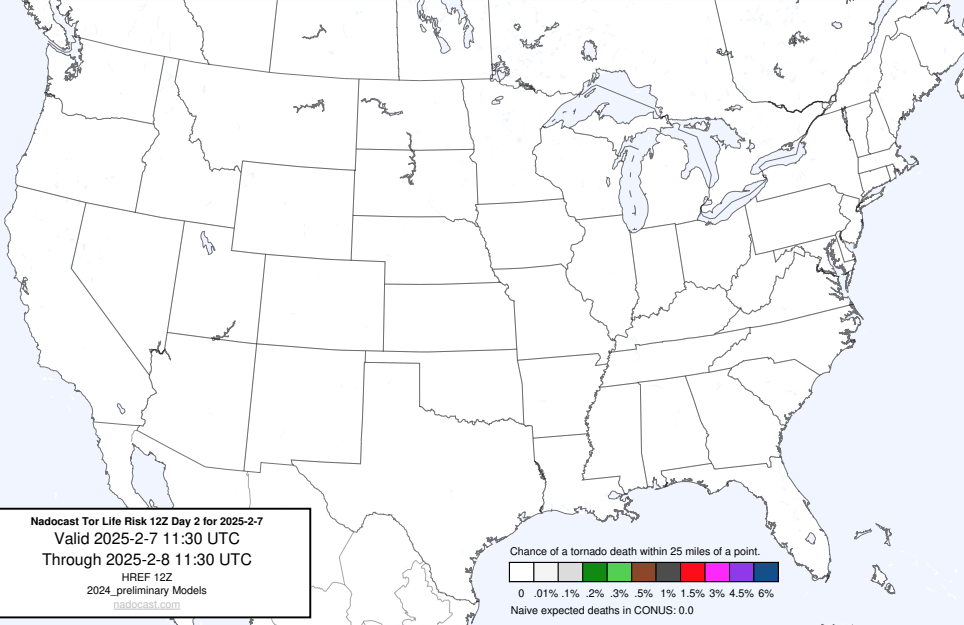 Nadocast Tor Life Risk 12Z Day 2 for 2025-2-7
Valid 2025-2-7 11:30 UTC
Through 2025-2-8 11:30 UTC
HREF 12Z
2024_preliminary Models
nadocast.com
Chance of a tornado death within 25 miles of a point.
0 .01% .1% .2% .3% .5% 1% 1.5% 3% 4.5% 6%
Naive expected deaths in CONUS: 0.0